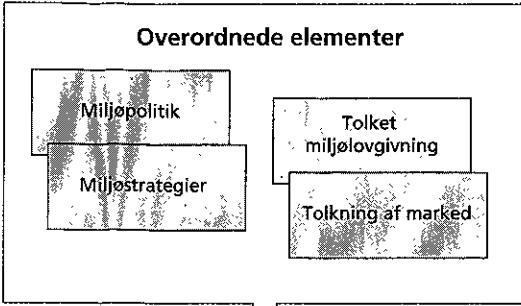 Overordnede elementer
Miljøpolitik
Miljøstrategier
Tolket
miljølovgivning
Tolkning af marked